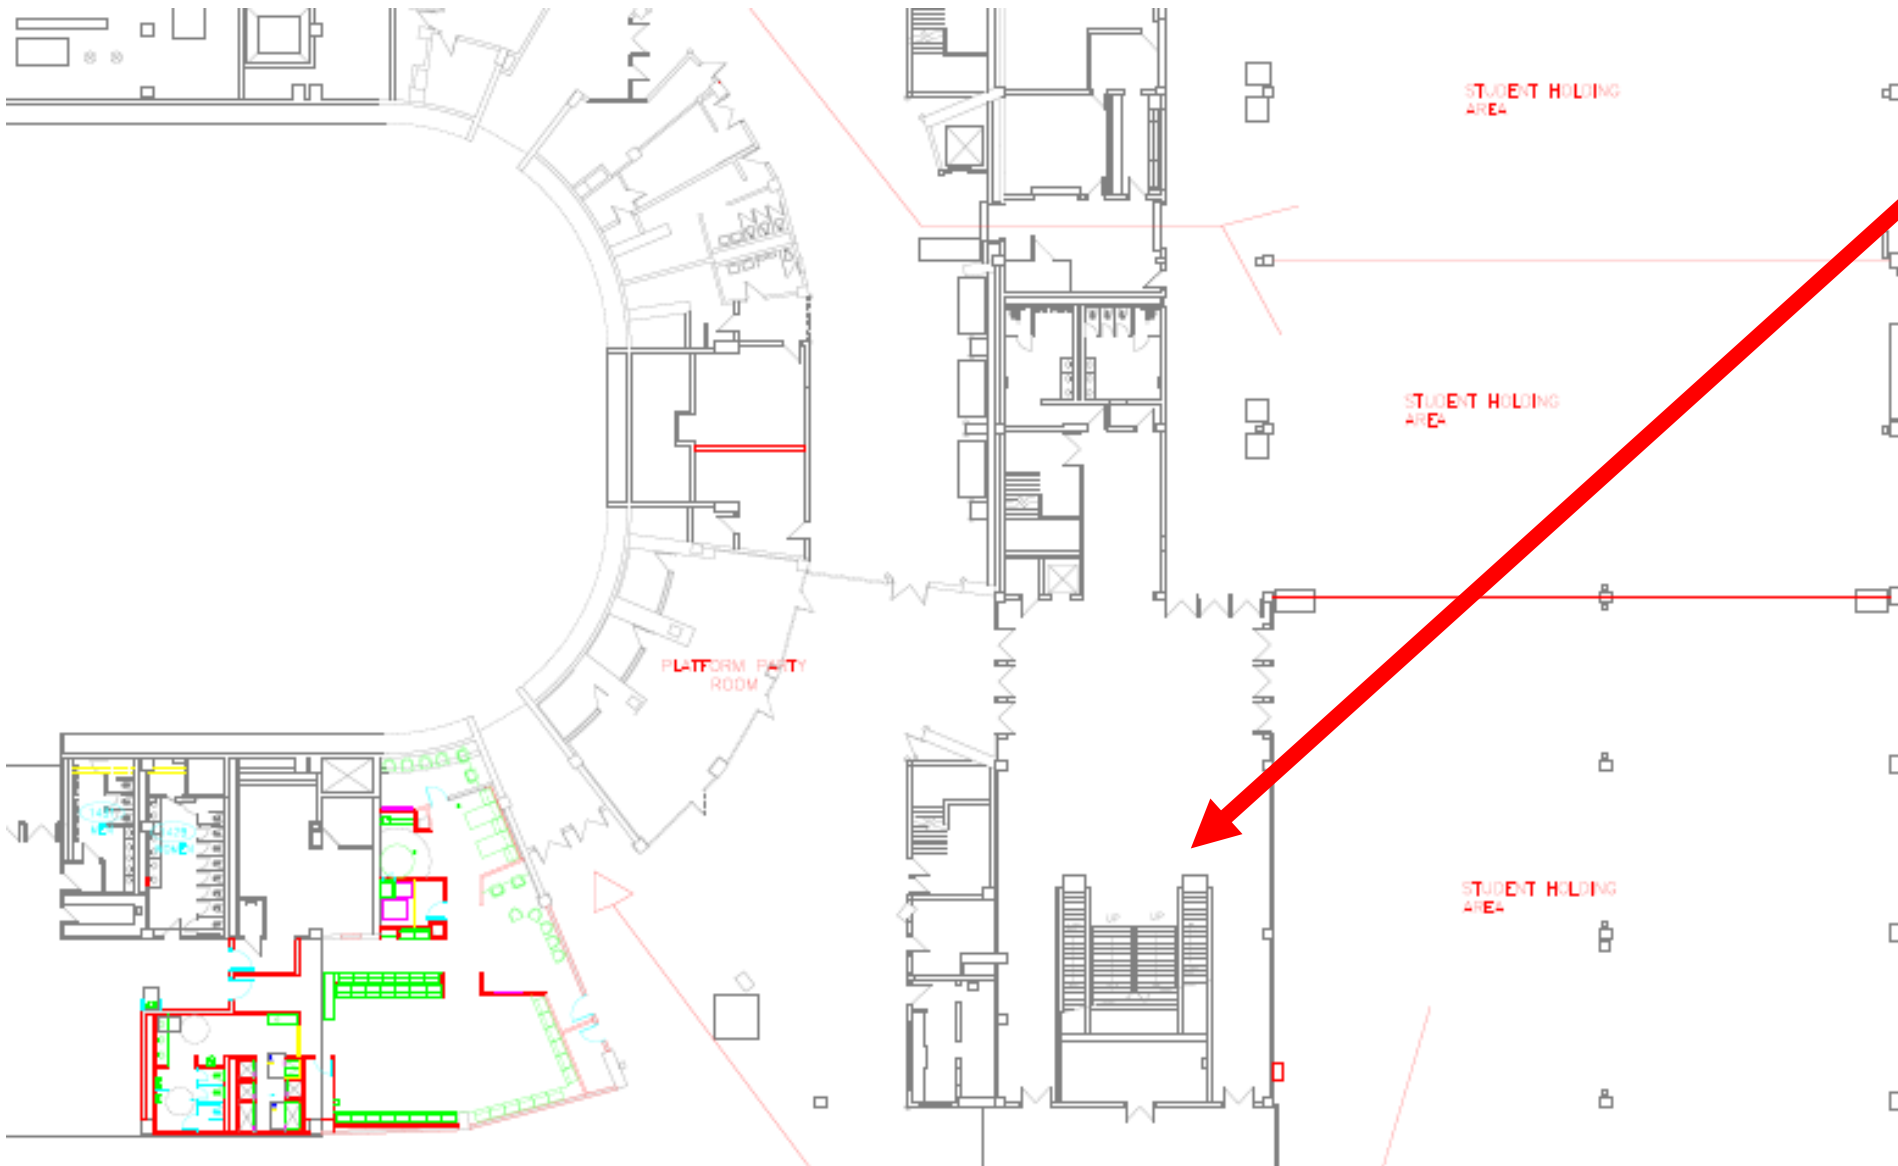 STUDENT HOLDING
AREA
STUDENT HOLDING
AREA
PLATFORM PARTY
ROOM
STUDENT HOLDING
AREA
UP
UP